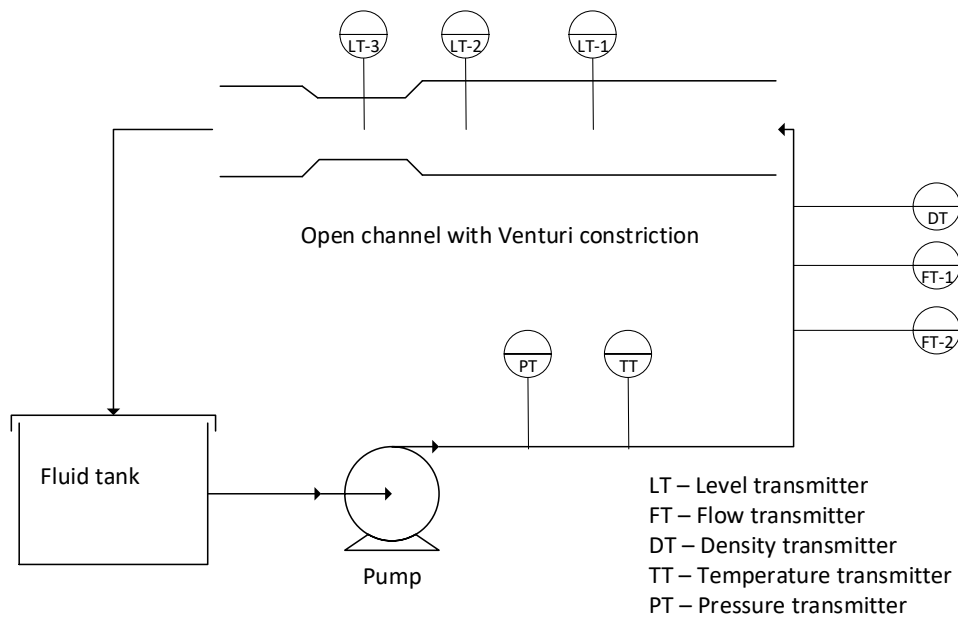 LT-3
LT-2
LT-1
DT
Open channel with Venturi constriction
FT-1
FT-2
PT
TT
Fluid tank
Pump
LT – Level transmitter
FT – Flow transmitter
DT – Density transmitter
TT – Temperature transmitter
PT – Pressure transmitter